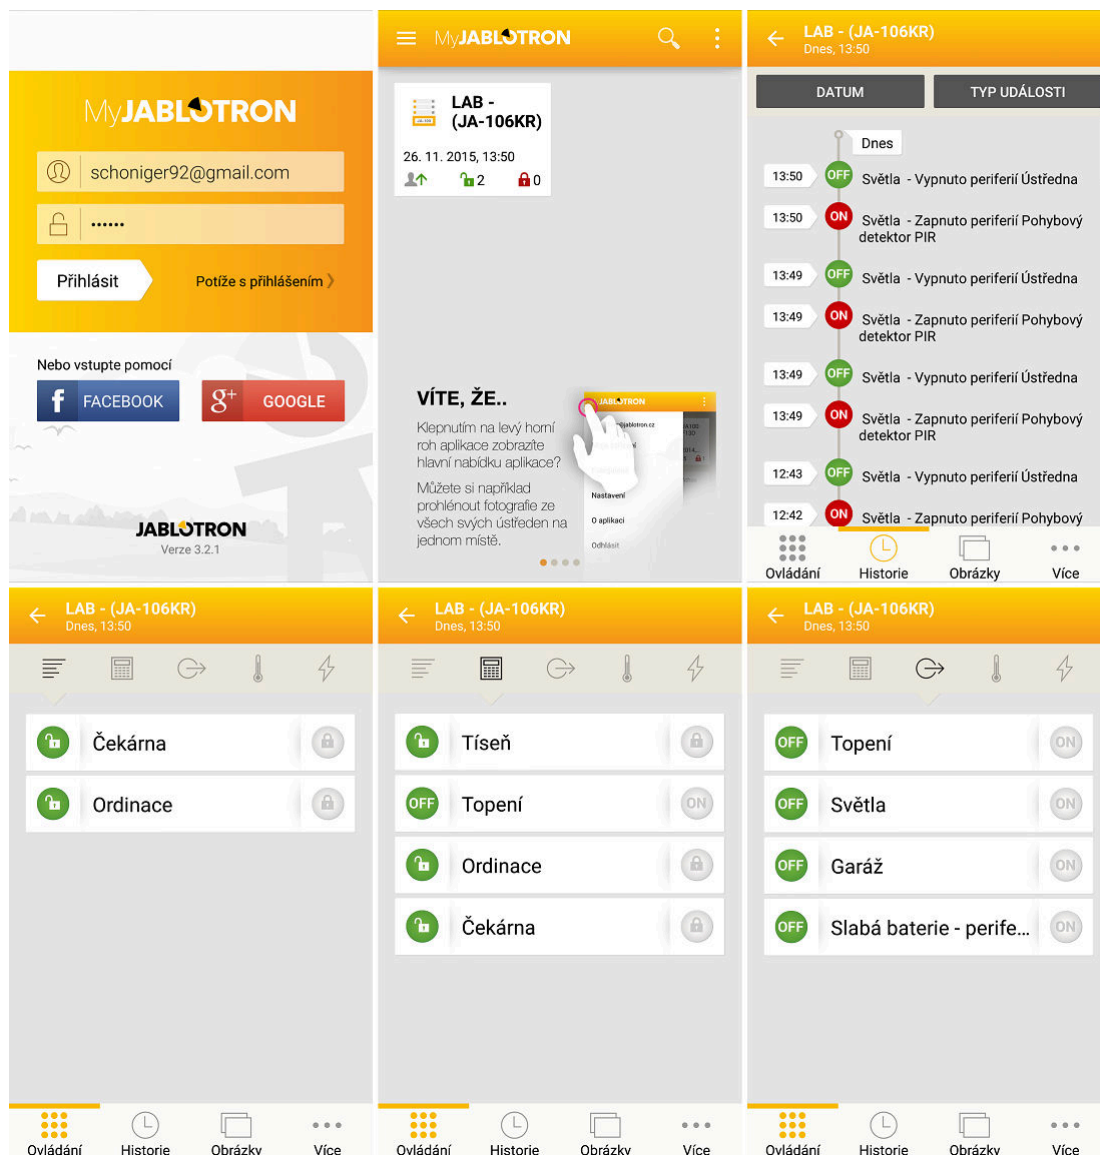 MyJABLOTRON
schoniger92@gmail.com
••••••
Přihlásit
Potíže s přihlášením
Nebo vstupte pomocí
f FACEBOOK
g+ GOOGLE
JABLOTRON
Verze 3.2.1
MyJABLOTRON
LAB -
(JA-106KR)
26. 11. 2015, 13:50
2
0
VÍTE, ŽE..
Klepnutím na levý horní
roh aplikace zobrazíte
hlavní nabídku aplikace?
Můžete si například
prohlénout fotografie ze
všech svých ústředen na
jednom místě.
JABLOTRON
Nastavení
O aplikaci
Odhlásit
LAB - (JA-106KR)
Dnes, 13:50
DATUM
TYP UDÁLOSTI
Dnes
13:50 OFF Světla - Vypnuto periferií Ústředna
13:50 ON Světla - Zapnuto periferií Pohybový
detektor PIR
13:49 OFF Světla - Vypnuto periferií Ústředna
13:49 ON Světla - Zapnuto periferií Pohybový
detektor PIR
13:49 OFF Světla - Vypnuto periferií Ústředna
13:49 ON Světla - Zapnuto periferií Pohybový
detektor PIR
12:43 OFF Světla - Vypnuto periferií Ústředna
12:42 ON Světla - Zapnuto periferií Pohybový
Ovládání Historie Obrázky Více
LAB - (JA-106KR)
Dnes, 13:50
Čekárna
Ordinace
Ovládání Historie Obrázky Více
LAB - (JA-106KR)
Dnes, 13:50
Tíseň
OFF Topení ON
Ordinace
Čekárna
Ovládání Historie Obrázky Více
LAB - (JA-106KR)
Dnes, 13:50
OFF Topení ON
OFF Světla ON
OFF Garáž ON
OFF Slabá baterie - perife... ON
Ovládání Historie Obrázky Více